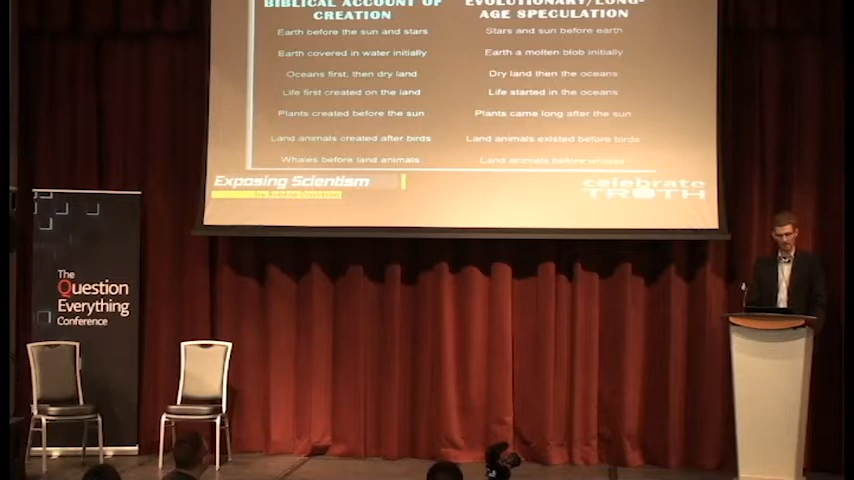 BIBLICAL ACCOUNT OF
CREATION
Earth before the sun and stars
Earth covered in water initially
Oceans first, then dry land
Life first created on the land
Plants created before the sun
Land animals created after birds
Whales before land animals
EVOLUTIONARY/LONG-
AGE SPECULATION
Stars and sun before earth
Earth a molten blob initially
Dry land then the oceans
Life started in the oceans
Plants came long after the sun
Land animals existed before birds
Land animals before whales
Exposing Scientism
celebrate
TRUTH
The
Question
Everything
Conference